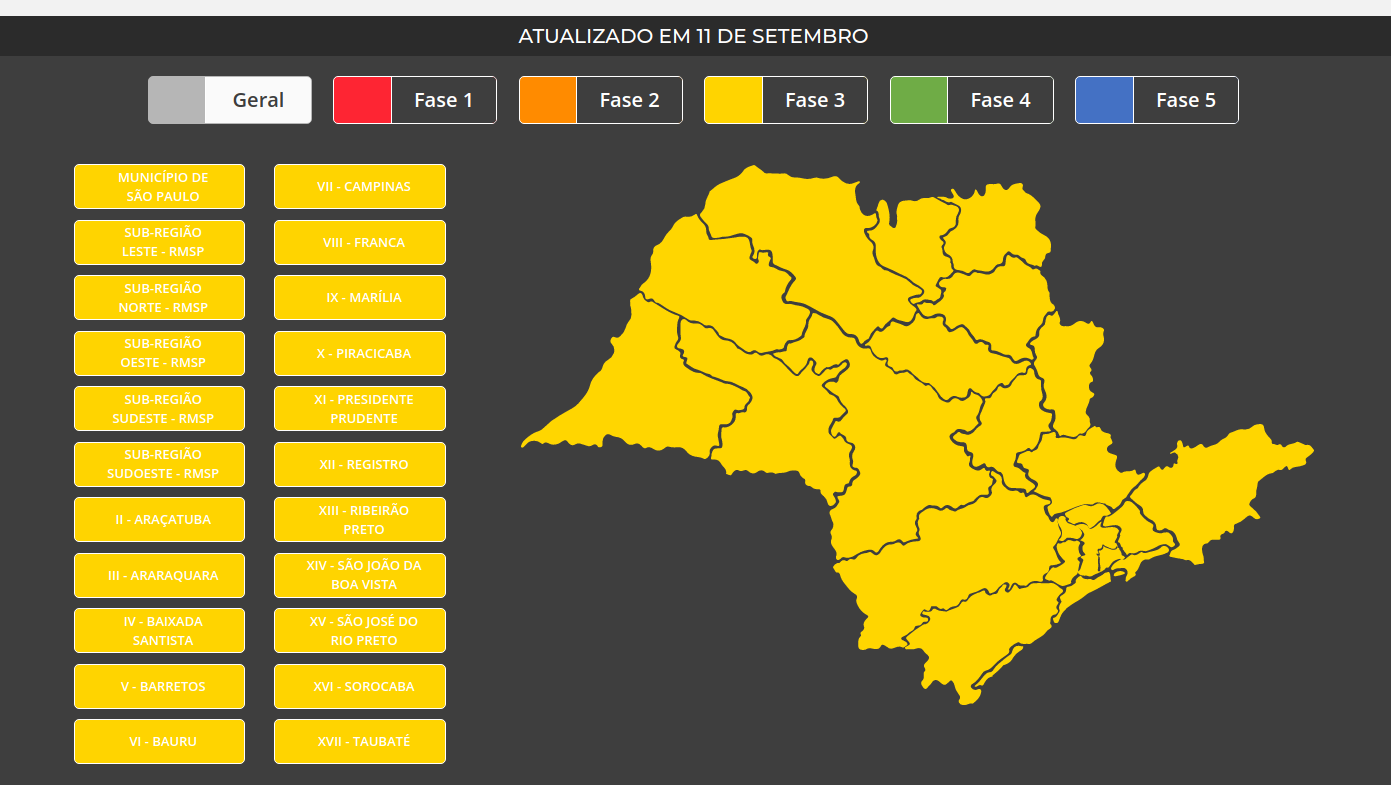 ATUALIZADO EM 11 DE SETEMBRO
Geral
Fase 1
Fase 2
Fase 3
Fase 4
Fase 5
MUNICÍPIO DE
SÃO PAULO
SUB-REGIÃO
LESTE - RMSP
SUB-REGIÃO
NORTE - RMSP
SUB-REGIÃO
OESTE - RMSP
SUB-REGIÃO
SUDESTE - RMSP
SUB-REGIÃO
SUDOESTE - RMSP
II - ARAÇATUBA
III - ARARAQUARA
IV - BAIXADA
SANTISTA
V - BARRETOS
VI - BAURU
VII - CAMPINAS
VIII - FRANCA
IX - MARÍLIA
X - PIRACICABA
XI - PRESIDENTE
PRUDENTE
XII - REGISTRO
XIII - RIBEIRÃO
PRETO
XIV - SÃO JOÃO DA
BOA VISTA
XV - SÃO JOSÉ DO
RIO PRETO
XVI - SOROCABA
XVII - TAUBATÉ